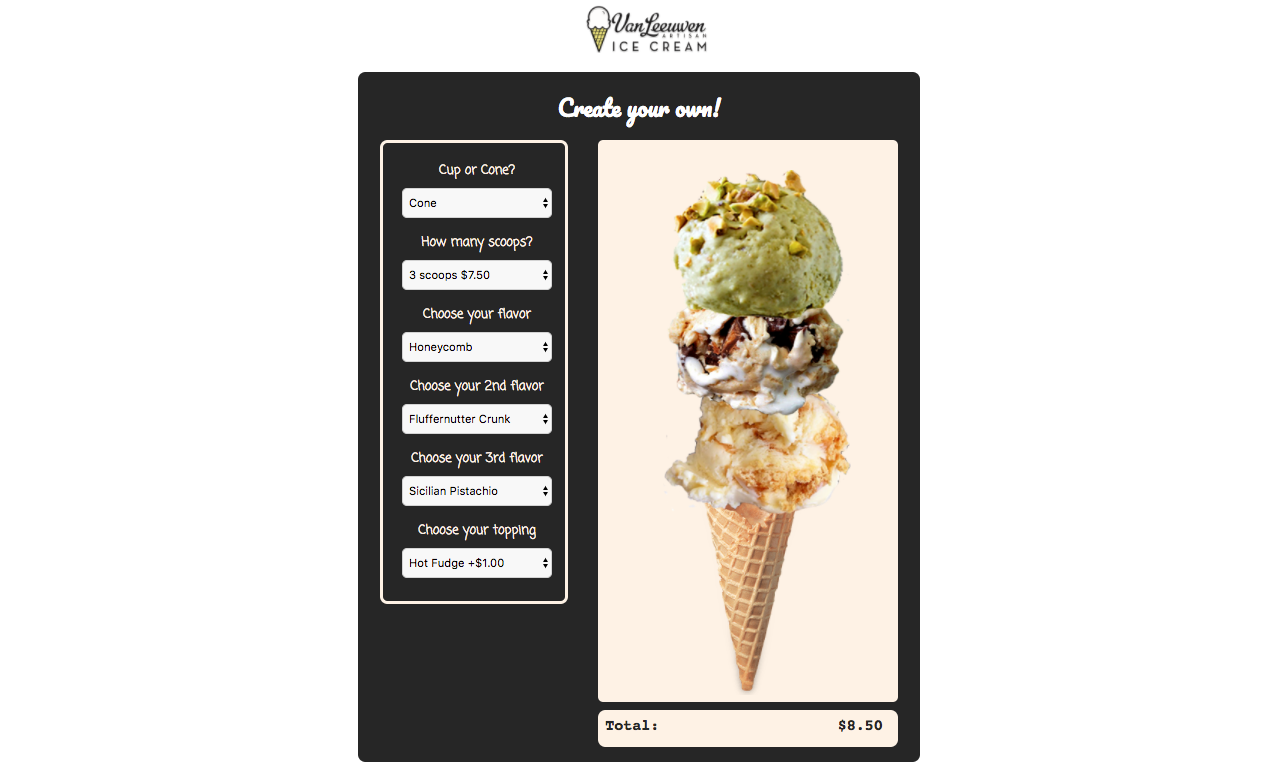 Van Leeuwen
ARTISAN
ICE CREAM
Create your own!
Cup or Cone?
Cone
How many scoops?
3 scoops $7.50
Choose your flavor
Honeycomb
Choose your 2nd flavor
Fluffernutter Crunk
Choose your 3rd flavor
Sicilian Pistachio
Choose your topping
Hot Fudge +$1.00
Total: $8.50